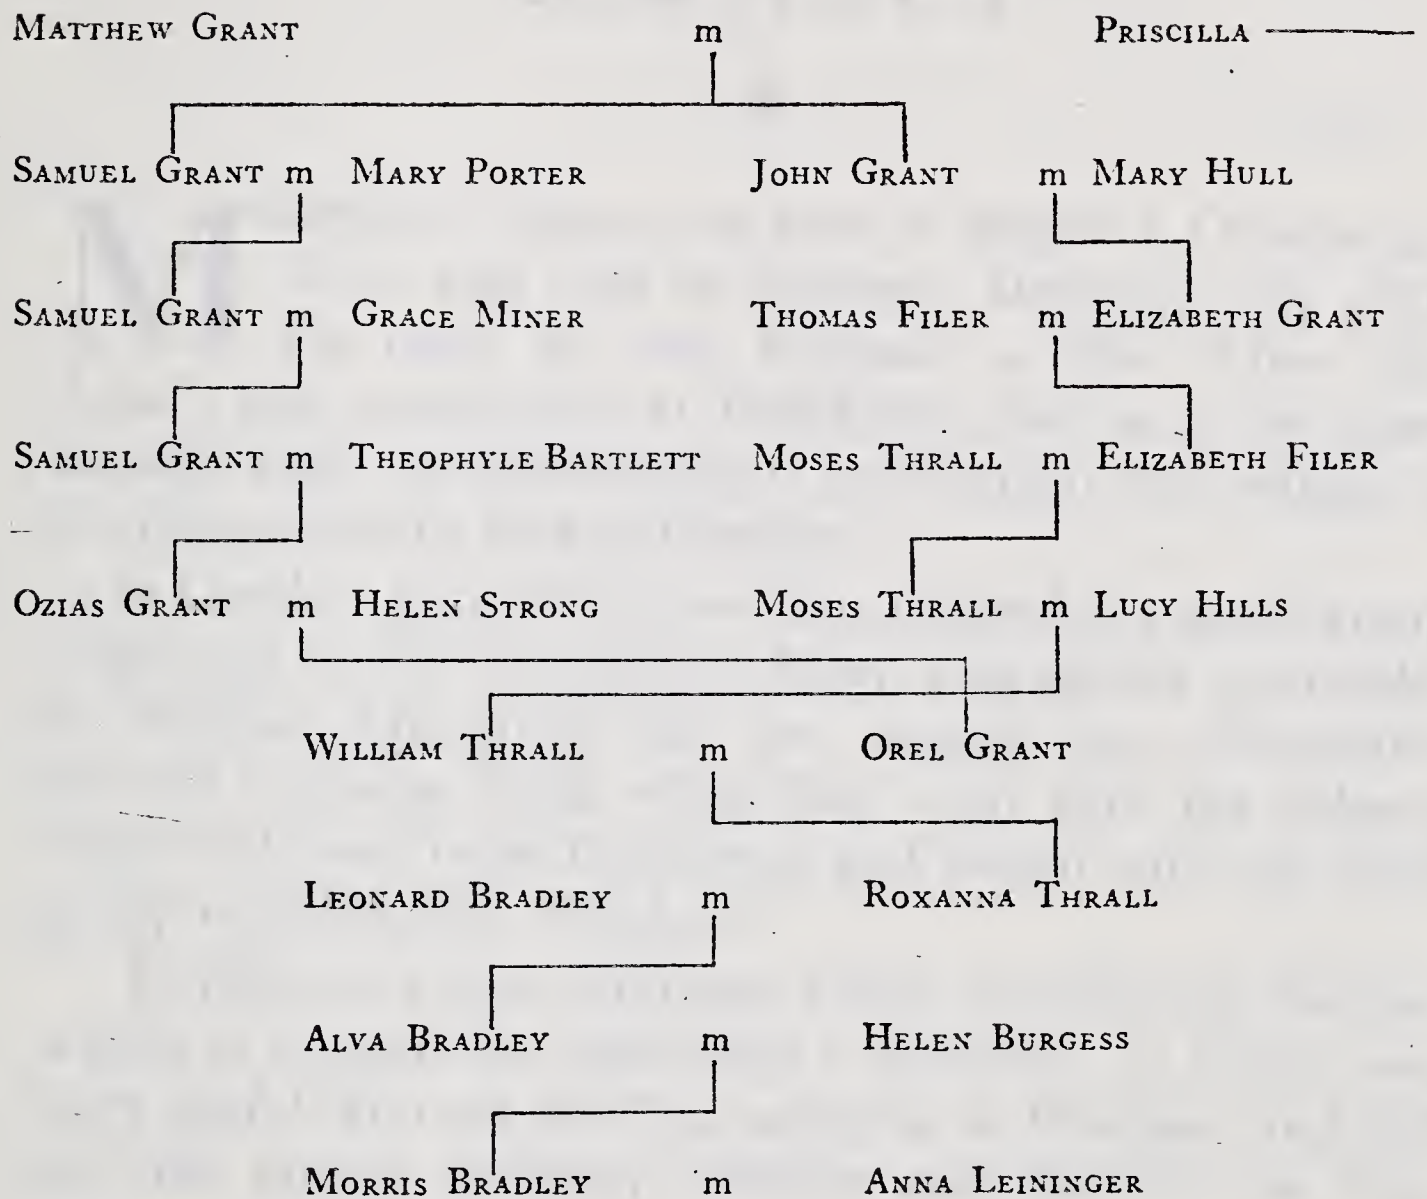 MATTHEW GRANT m PRISCILLA ———
SAMUEL GRANT m MARY PORTER JOHN GRANT m MARY HULL
SAMUEL GRANT m GRACE MINER THOMAS FILER m ELIZABETH GRANT
SAMUEL GRANT m THEOPHYLE BARTLETT MOSES THRALL m ELIZABETH FILER
OZIAS GRANT m HELEN STRONG MOSES THRALL m LUCY HILLS
WILLIAM THRALL m OREL GRANT
LEONARD BRADLEY m ROXANNA THRALL
ALVA BRADLEY m HELEN BURGESS
MORRIS BRADLEY m ANNA LEININGER